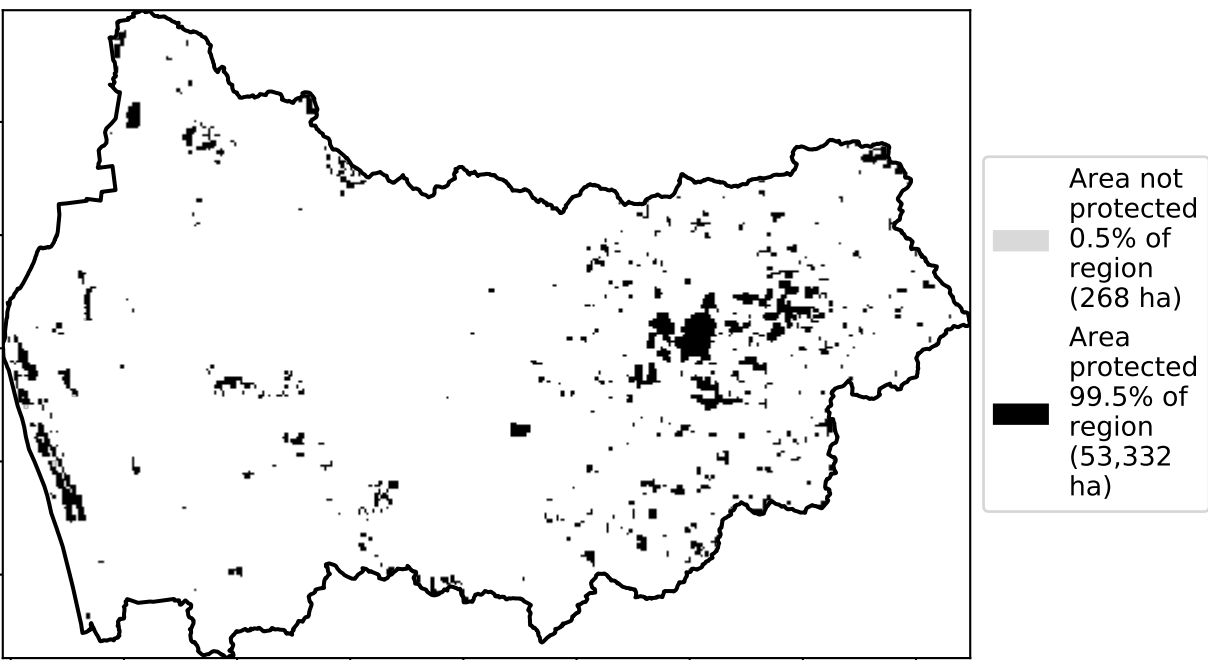 Area not
protected
0.5% of
region
(268 ha)
Area
protected
99.5% of
region
(53,332
ha)